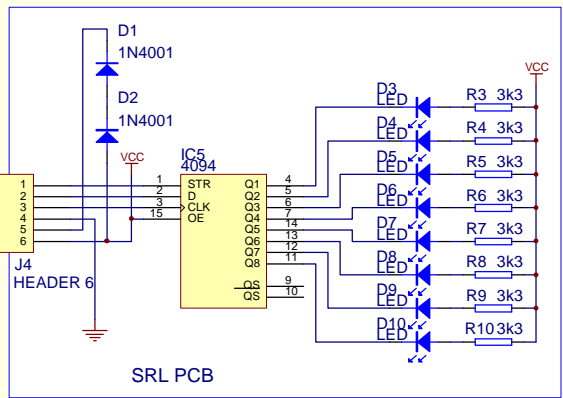 D1
1N4001
D2
1N4001
VCC
IC5
4094
1 STR Q1 4
2 D Q2 5
3 CLK Q3 6
15 OE Q4 7
Q5 14
Q6 13
Q7 12
Q8 11
QS 9
QS 10
1 2 3 4 5 6
J4
HEADER 6
VCC
D3
LED
R3 3k3
D4
LED
R4 3k3
D5
LED
R5 3k3
D6
LED
R6 3k3
D7
LED
R7 3k3
D8
LED
R8 3k3
D9
LED
R9 3k3
D10
LED
R10 3k3
SRL PCB